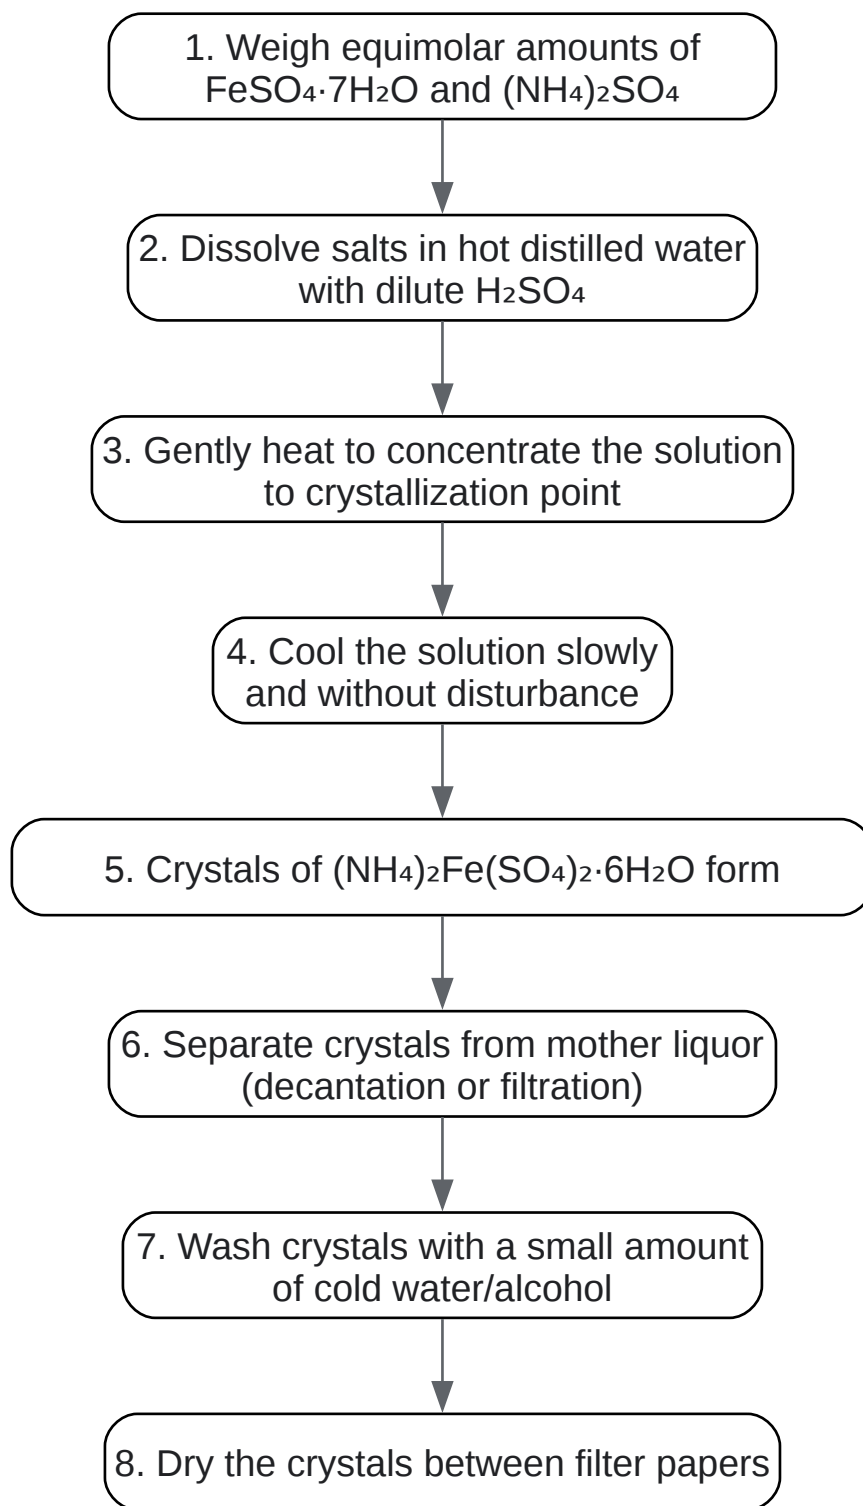 1. Weigh equimolar amounts of
FeSO₄·7H₂O and (NH₄)₂SO₄
2. Dissolve salts in hot distilled water
with dilute H₂SO₄
3. Gently heat to concentrate the solution
to crystallization point
4. Cool the solution slowly
and without disturbance
5. Crystals of (NH₄)₂Fe(SO₄)₂·6H₂O form
6. Separate crystals from mother liquor
(decantation or filtration)
7. Wash crystals with a small amount
of cold water/alcohol
8. Dry the crystals between filter papers